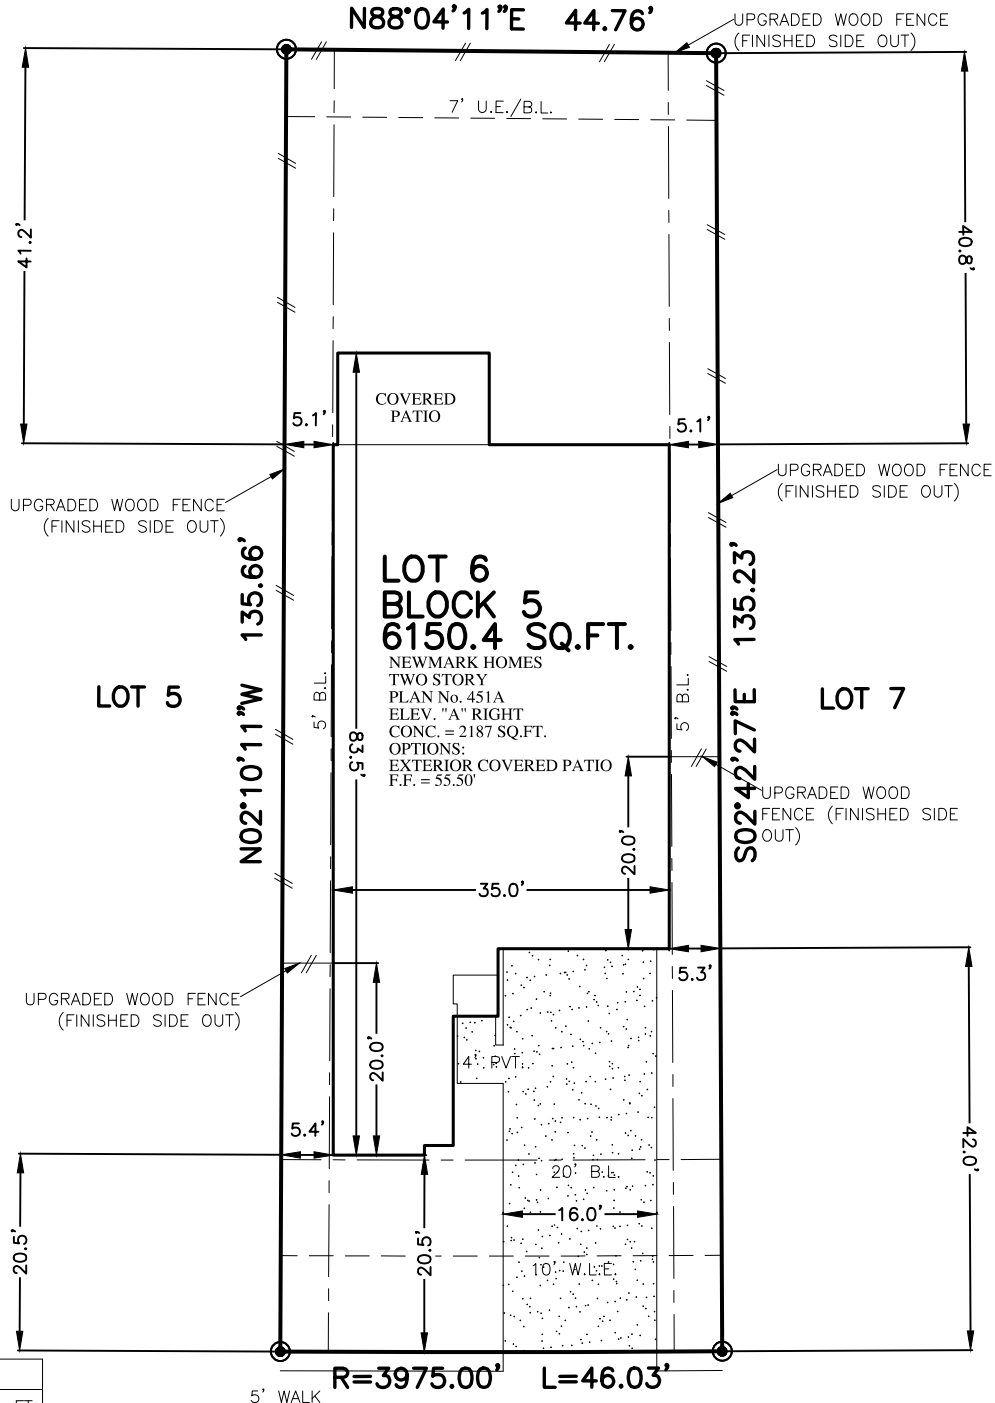 N88°04'11"E 44.76'
UPGRADED WOOD FENCE
(FINISHED SIDE OUT)
7' U.E./B.L.
41.2'
40.8'
COVERED
PATIO
5.1'
5.1'
UPGRADED WOOD FENCE
(FINISHED SIDE OUT)
UPGRADED WOOD FENCE
(FINISHED SIDE OUT)
N02°10'11"W 135.66'
S02°42'27"E 135.23'
LOT 6
BLOCK 5
6150.4 SQ.FT.
NEWMARK HOMES
TWO STORY
PLAN No. 451A
ELEV. "A" RIGHT
CONC. = 2187 SQ.FT.
OPTIONS:
EXTERIOR COVERED PATIO
F.F. = 55.50'
LOT 5
LOT 7
5' B.L.
5' B.L.
83.5'
UPGRADED WOOD
FENCE (FINISHED SIDE
OUT)
20.0'
35.0'
5.3'
UPGRADED WOOD FENCE
(FINISHED SIDE OUT)
20.0'
4' PVT.
5.4'
42.0'
20' B.L.
16.0'
20.5'
20.5'
10' W.L.E.
R=3975.00' L=46.03'
5' WALK